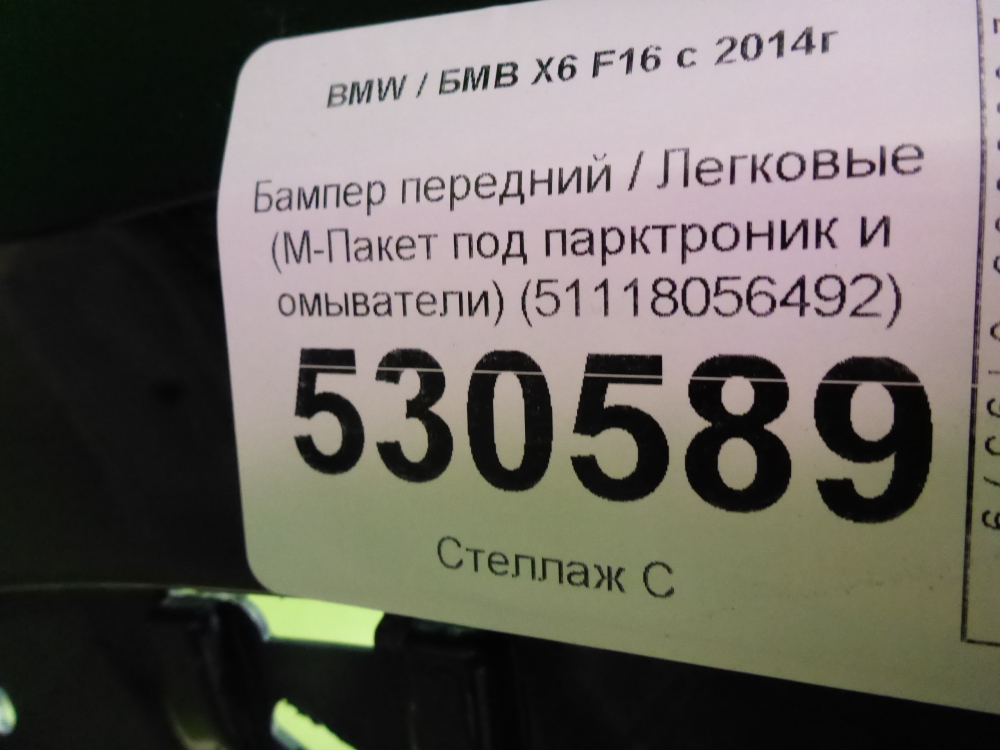 BMW / БМВ X6 F16 с 2014г
Бампер передний / Легковые
(М-Пакет под парктроник и
омыватели) (51118056492)
530589
Стеллаж С